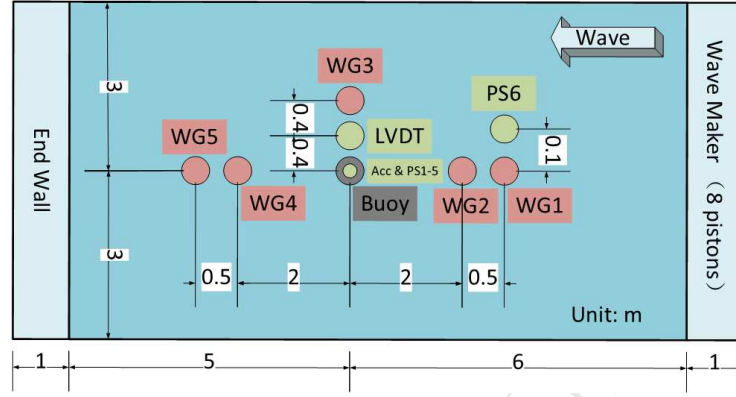 Wave
WG3
PS6
3
0.4
0.4
LVDT
0.1
WG5
End Wall
Acc & PS1-5
WG4
Buoy
WG2
WG1
Wave Maker （8 pistons）
3
0.5
2
2
0.5
Unit: m
1
5
6
1